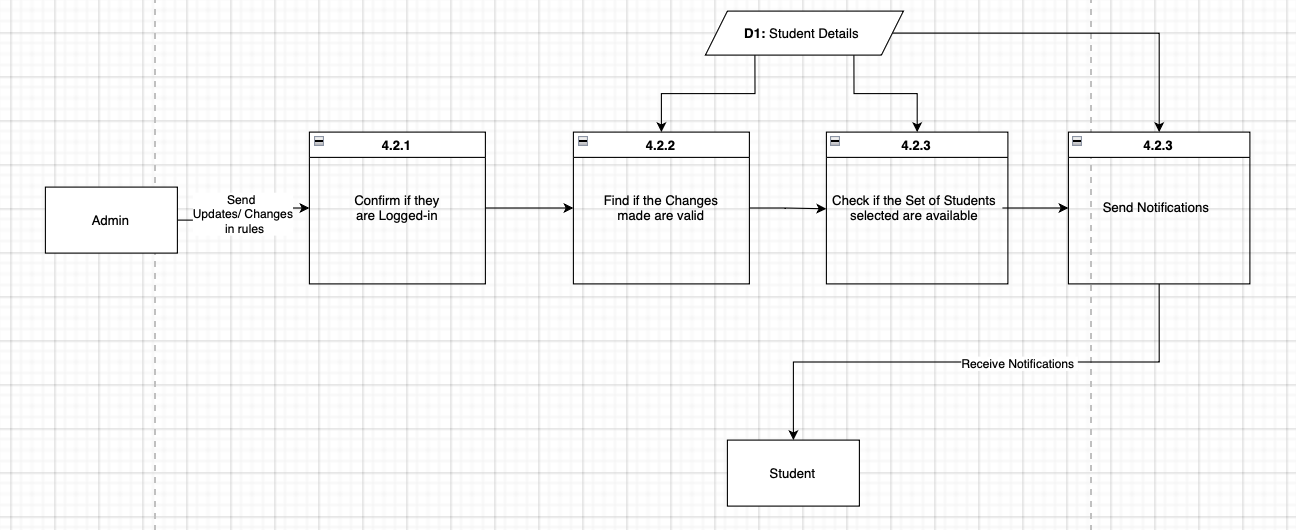 D1: Student Details
4.2.1
4.2.2
4.2.3
4.2.3
Admin
Send
Updates/ Changes
in rules
Confirm if they
are Logged-in
Find if the Changes
made are valid
Check if the Set of Students
selected are available
Send Notifications
Receive Notifications
Student